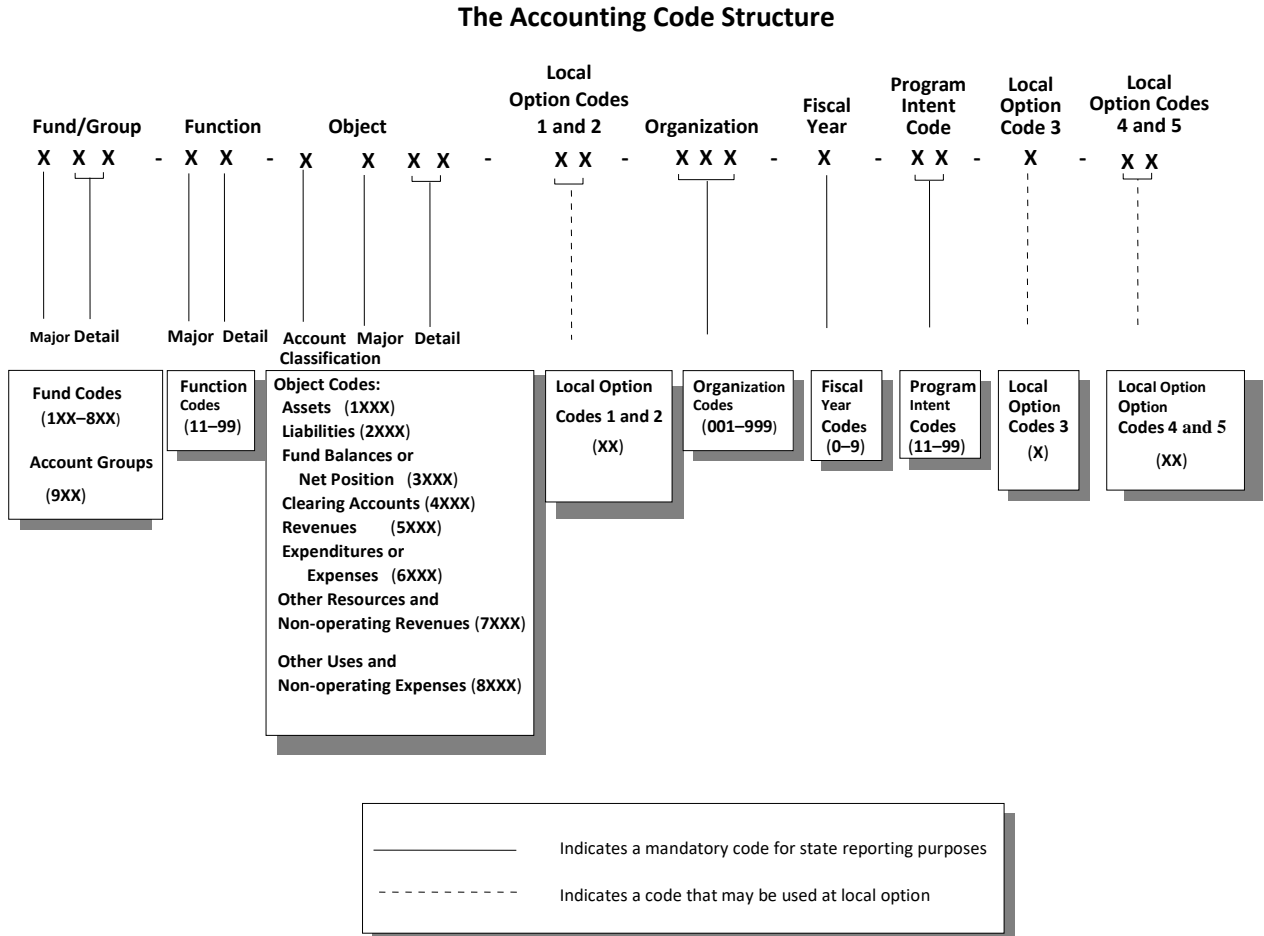 The Accounting Code Structure
Local
Option Codes
1 and 2
Program
Intent
Code
Local
Option
Code 3
Local
Option Codes
4 and 5
Fund/Group
Function
Object
Organization
Fiscal
Year
X X X - X X - X X X X - X X - X X X - X - X X - X - X X
Major Detail
Major Detail
Account Major Detail
Classification
Fund Codes
(1XX–8XX)
Account Groups
(9XX)
Function
Codes
(11–99)
Object Codes:
Assets (1XXX)
Liabilities (2XXX)
Fund Balances or
Net Position (3XXX)
Clearing Accounts (4XXX)
Revenues (5XXX)
Expenditures or
Expenses (6XXX)
Other Resources and
Non-operating Revenues (7XXX)
Other Uses and
Non-operating Expenses (8XXX)
Local Option
Codes 1 and 2
(XX)
Organization
Codes
(001–999)
Fiscal
Year
Codes
(0–9)
Program
Intent
Codes
(11–99)
Local
Option
Codes 3
(X)
Local Option
Option
Codes 4 and 5
(XX)
Indicates a mandatory code for state reporting purposes
Indicates a code that may be used at local option